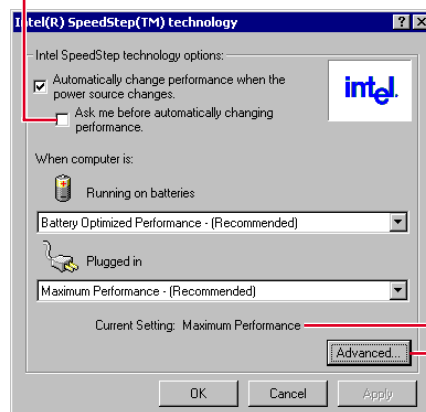 Intel(R) SpeedStep(TM) technology
Intel SpeedStep technology options:
Automatically change performance when the
power source changes.
Ask me before automatically changing
performance.
intel.
When computer is:
Running on batteries
Battery Optimized Performance - (Recommended)
Plugged in
Maximum Performance - (Recommended)
Current Setting: Maximum Performance
Advanced...
OK Cancel Apply